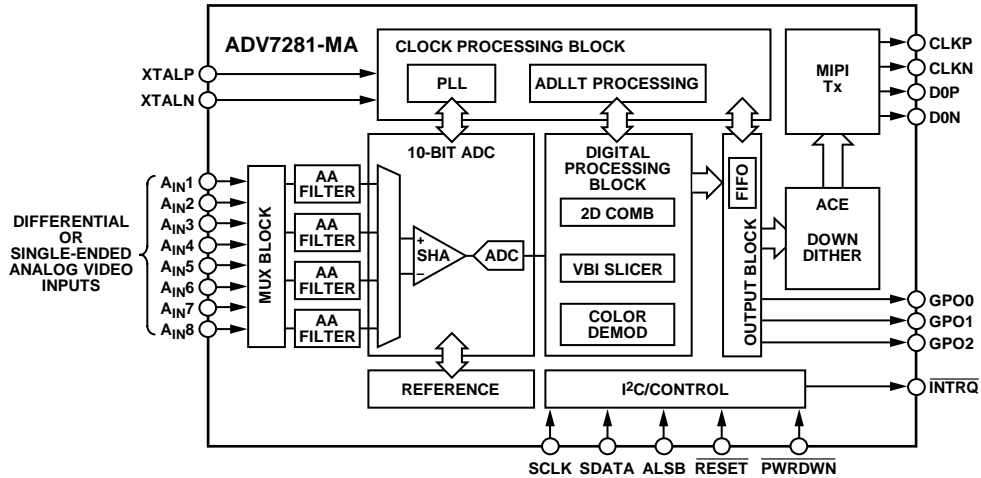 ADV7281-MA
CLOCK PROCESSING BLOCK
PLL
ADLLT PROCESSING
XTALP
XTALN
MIPI
Tx
CLKP
CLKN
D0P
D0N
10-BIT ADC
DIGITAL
PROCESSING
BLOCK
2D COMB
VBI SLICER
COLOR
DEMOD
FIFO
OUTPUT BLOCK
ACE
DOWN
DITHER
DIFFERENTIAL
OR
SINGLE-ENDED
ANALOG VIDEO
INPUTS
AIN1
AIN2
AIN3
AIN4
AIN5
AIN6
AIN7
AIN8
MUX BLOCK
AA
FILTER
AA
FILTER
AA
FILTER
AA
FILTER
+
SHA
–
ADC
REFERENCE
I2C/CONTROL
GPO0
GPO1
GPO2
INTRQ
SCLK SDATA ALSB RESET PWRDWN